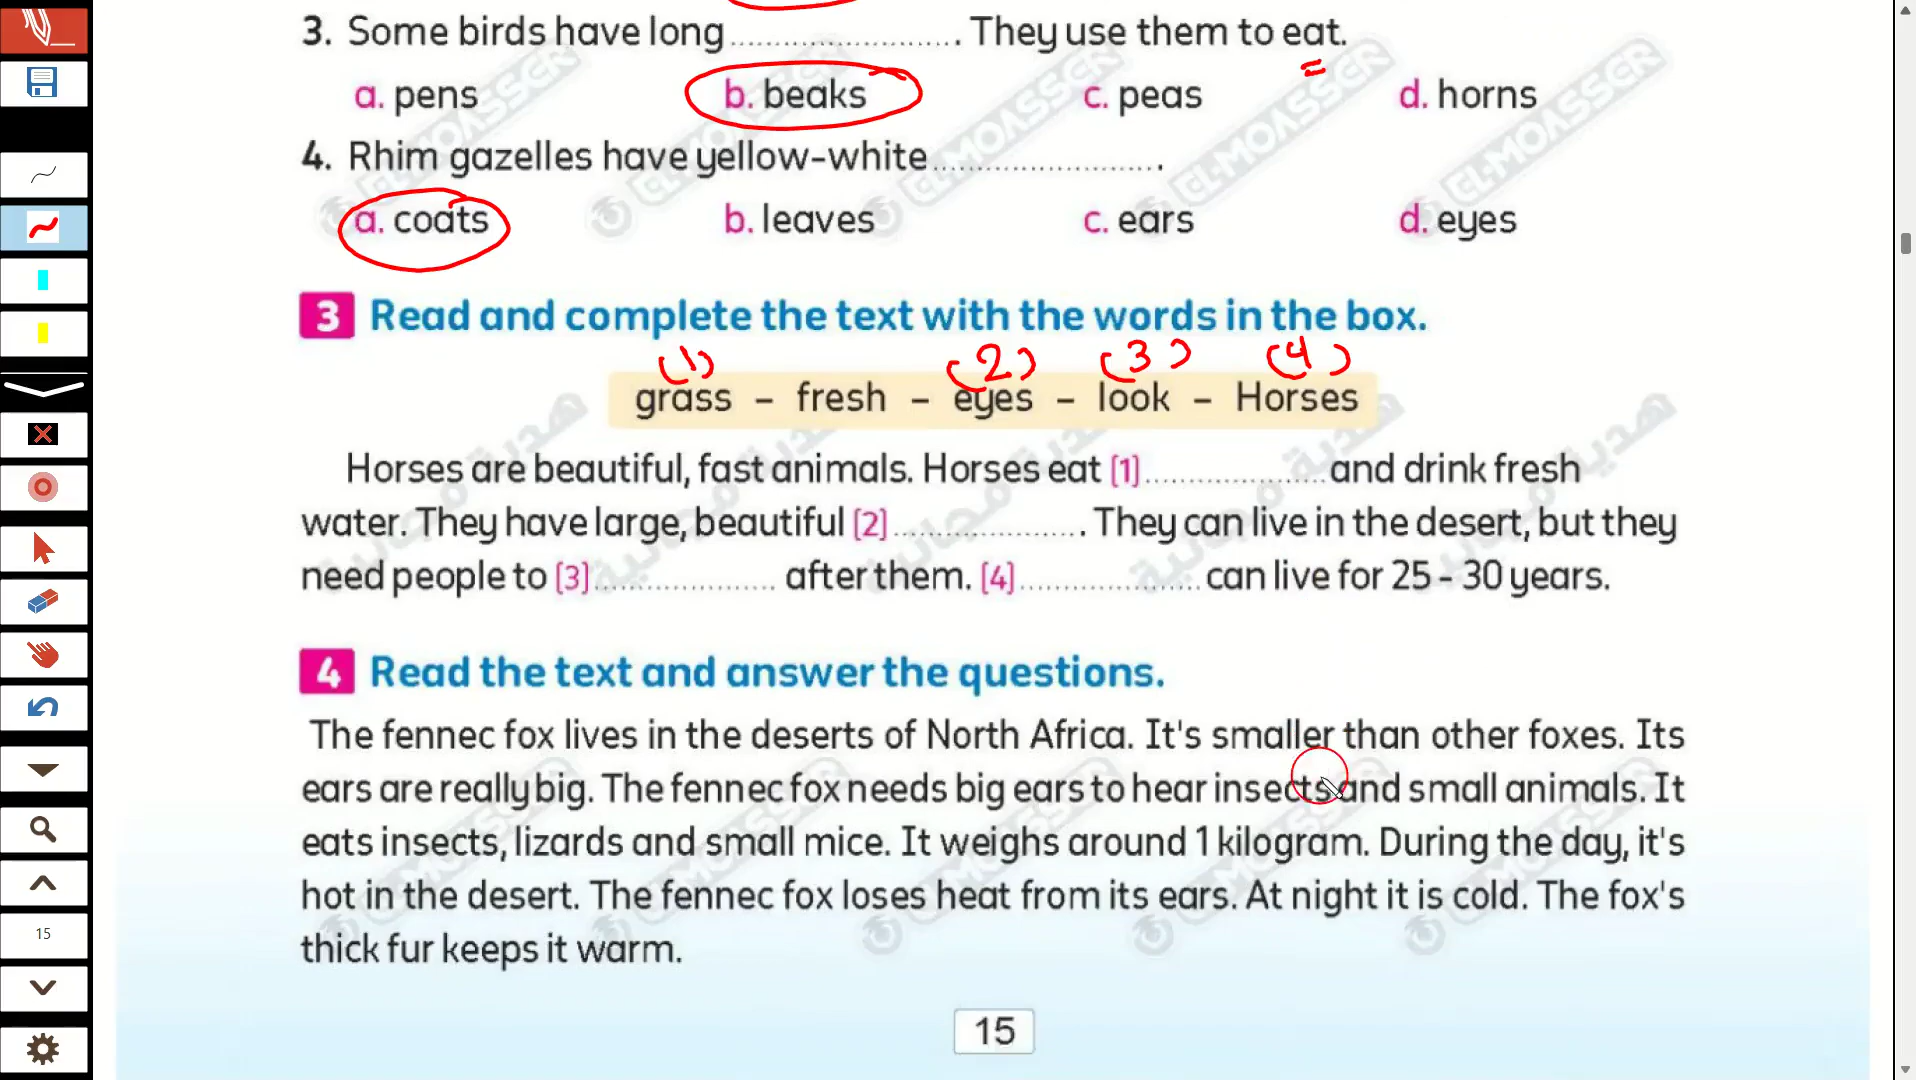 3. Some birds have long ........................ . They use them to eat.
a. pens b. beaks c. peas d. horns
4. Rhim gazelles have yellow-white ........................ .
a. coats b. leaves c. ears d. eyes
3 Read and complete the text with the words in the box.
(1) (2) (3) (4)
grass – fresh – eyes – look – Horses
Horses are beautiful, fast animals. Horses eat [1] .................... and drink fresh
water. They have large, beautiful [2] .................... . They can live in the desert, but they
need people to [3] .................... after them. [4] .................... can live for 25 - 30 years.
4 Read the text and answer the questions.
The fennec fox lives in the deserts of North Africa. It's smaller than other foxes. Its
ears are really big. The fennec fox needs big ears to hear insects and small animals. It
eats insects, lizards and small mice. It weighs around 1 kilogram. During the day, it's
hot in the desert. The fennec fox loses heat from its ears. At night it is cold. The fox's
thick fur keeps it warm.
15
15
ELMOASSER
هدية مجانية